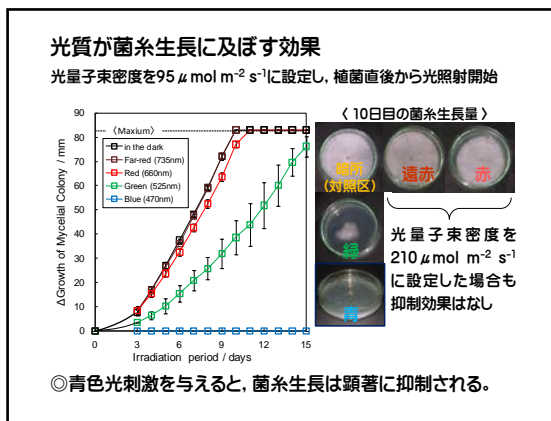 光質が菌糸生長に及ぼす効果
光量子束密度を95μmol m⁻² s⁻¹に設定し, 植菌直後から光照射開始
90
80
70
60
50
40
30
20
10
0
ΔGrowth of Mycelial Colony / mm
〈Maxium〉
in the dark
Far-red (735nm)
Red (660nm)
Green (525nm)
Blue (470nm)
0 3 6 9 12 15
Irradiation period / days
〈 10日目の菌糸生長量 〉
暗所
(対照区)
遠赤
赤
緑
青
光量子束密度を
210μmol m⁻² s⁻¹
に設定した場合も
抑制効果はなし
◎青色光刺激を与えると, 菌糸生長は顕著に抑制される。